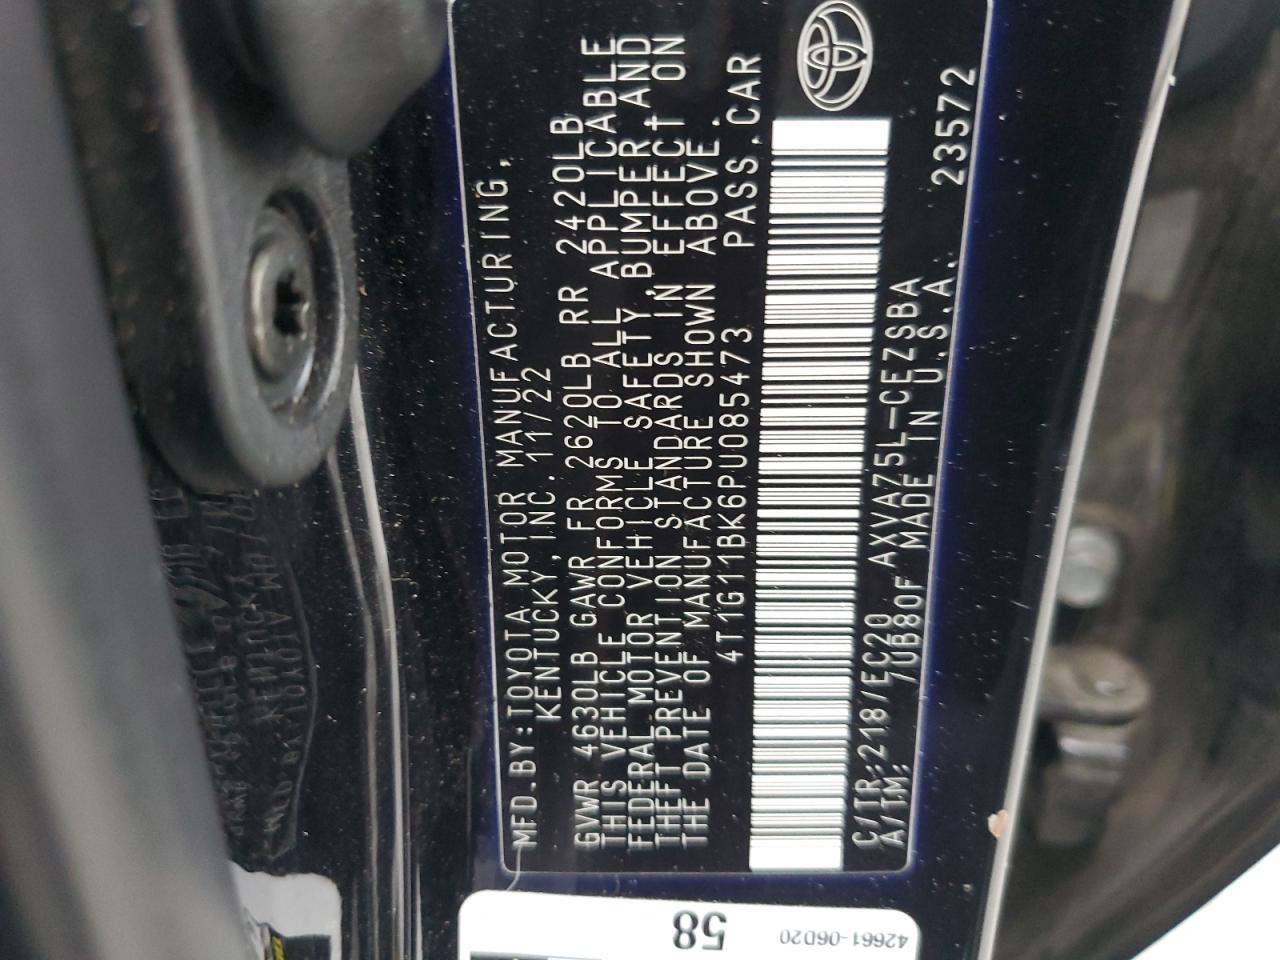 MFD.BY:TOYOTA MOTOR MANUFACTURING,
KENTUCKY, INC. 11/22
GVWR 4630LB GAWR FR 2620LB RR 2420LB
THIS VEHICLE CONFORMS TO ALL APPLICABLE
FEDERAL MOTOR VEHICLE SAFETY, BUMPER AND
THEFT PREVENTION STANDARDS IN EFFECT ON
THE DATE OF MANUFACTURE SHOWN ABOVE.
4T1G11BK6PU085473 PASS.CAR
C/TR:218/EC20 AXVA75L-CEZSBA 23572
A/TM: /UB80F MADE IN U.S.A.
58
42661-06D20